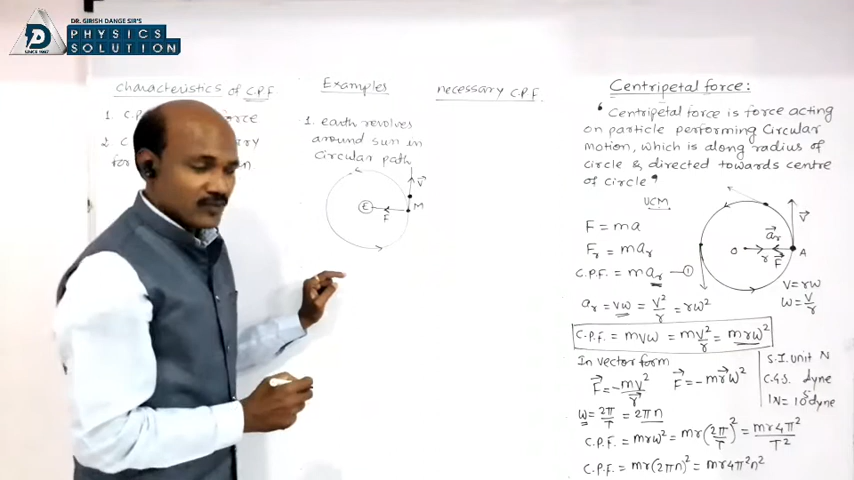 DR. GIRISH DANGE SIR'S
PHYSICS
SOLUTION
SINCE 1997
characteristics of C.P.F.
1. C.P.
2. C
for
Examples
1. earth revolves
around sun in
Circular path
V
E
F
M
necessary C.P.F.
Centripetal force:
"Centripetal force is force acting
on particle performing Circular
motion, which is along radius of
circle & directed towards centre
of circle"
UCM
F = ma
Fr = mar
C.P.F. = mar —①
ar = vω = v²/r = rω²
O
ar
r
F
A
V
V = rω
ω = V/r
C.P.F. = mvω = mv²/r = mrω²
In vector form
F = -mv²/r
F = -mrω²
S.I. unit N
C.G.S. dyne
1N = 10⁵ dyne
ω = 2π/T = 2πn
C.P.F. = mrω² = mr(2π/T)² = mr4π²/T²
C.P.F. = mr(2πn)² = mr4π²n²